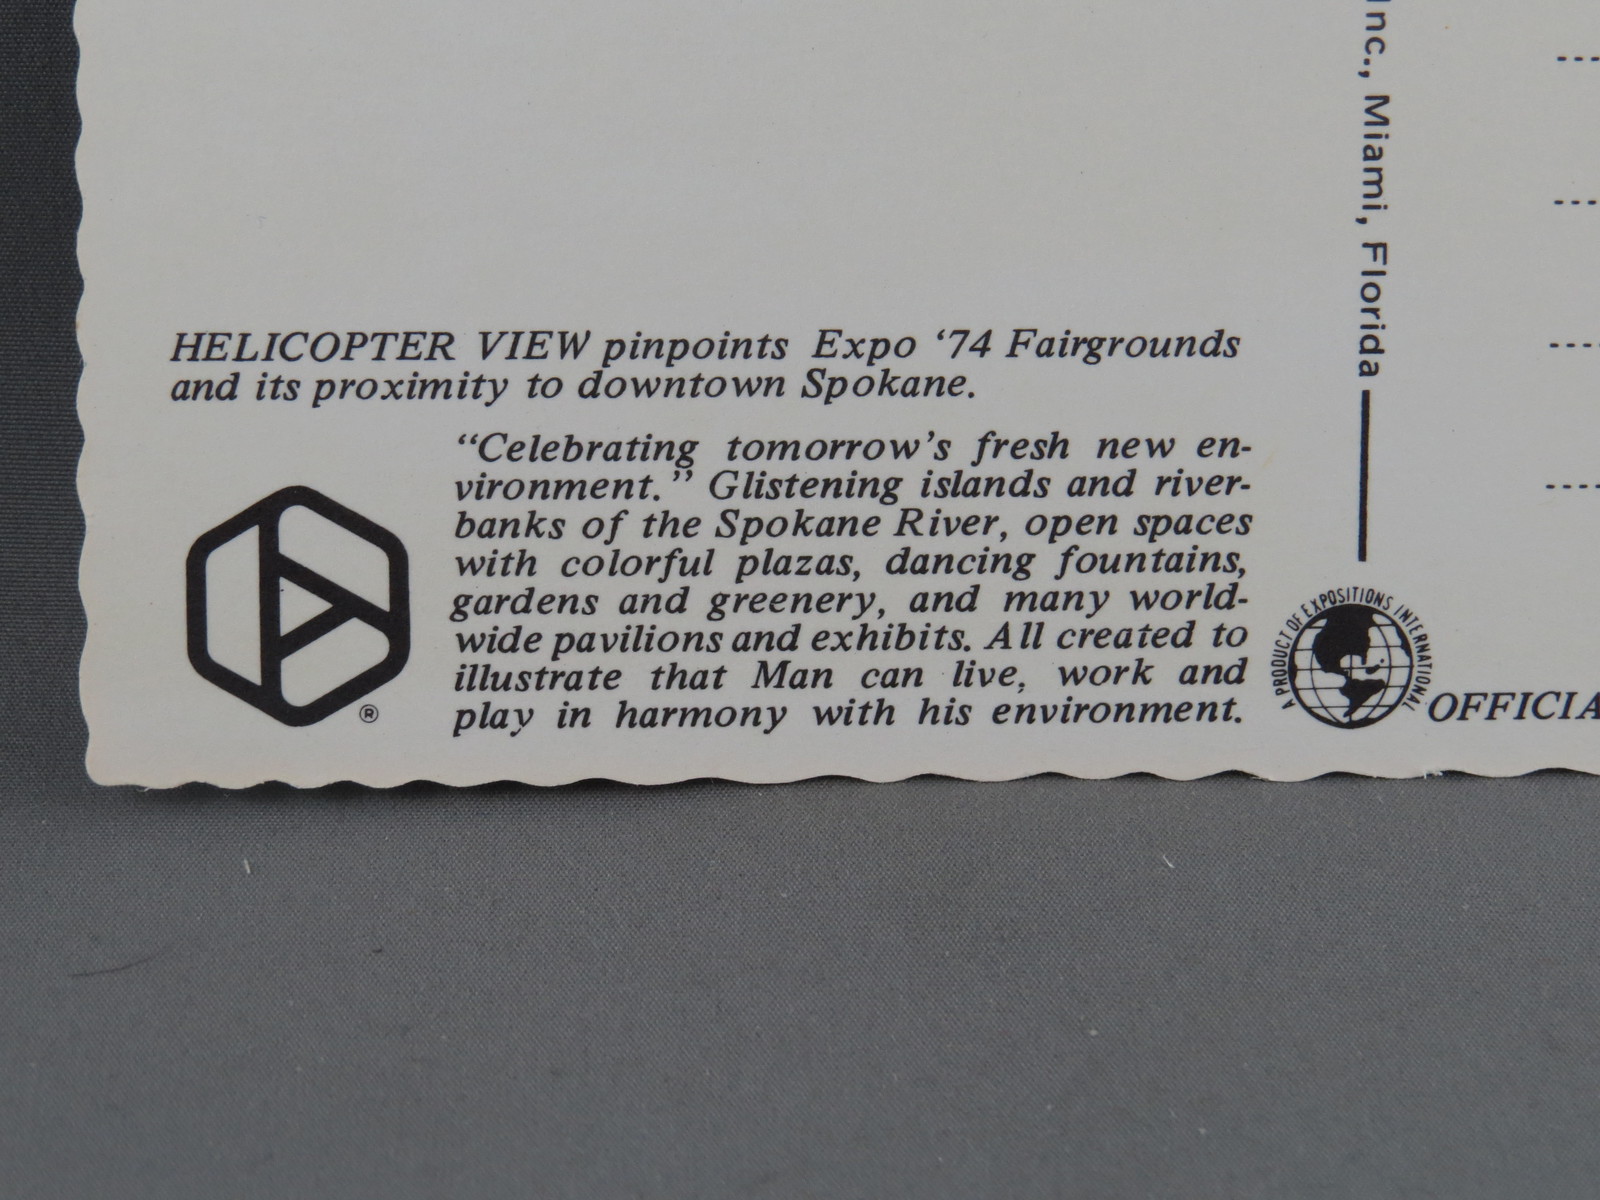 HELICOPTER VIEW pinpoints Expo ‘74 Fairgrounds
and its proximity to downtown Spokane.
“Celebrating tomorrow’s fresh new en-
vironment.” Glistening islands and river-
banks of the Spokane River, open spaces
with colorful plazas, dancing fountains,
gardens and greenery, and many world-
wide pavilions and exhibits. All created to
illustrate that Man can live, work and
play in harmony with his environment.
®
Inc., Miami, Florida
A PRODUCT OF EXPOSITIONS INTERNATIONAL
OFFICIA